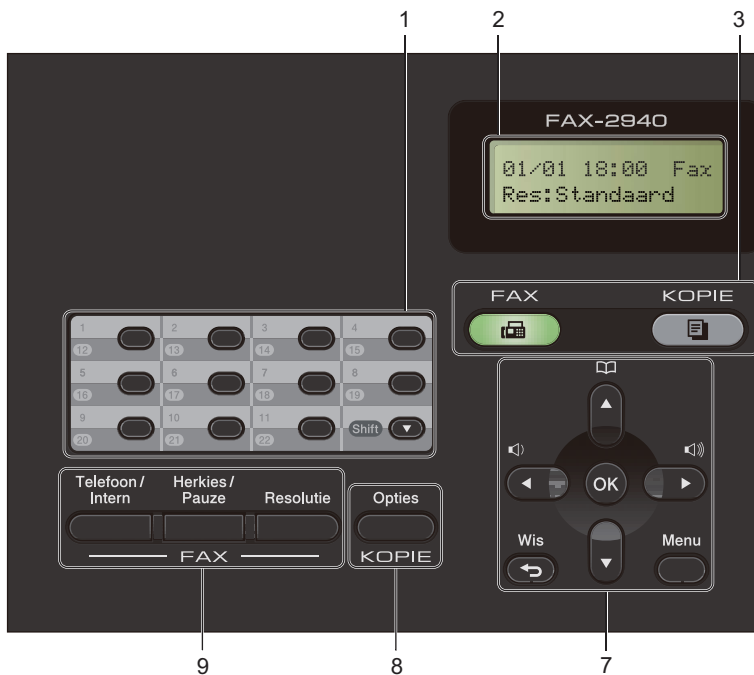 1 2 3
FAX-2940
01/01 18:00 Fax
Res:Standaard
FAX KOPIE
1 2 3 4
12 13 14 15
5 6 7 8
16 17 18 19
9 10 11 Shift
20 21 22
Telefoon / Intern
Herkies / Pauze
Resolutie
FAX
Opties
KOPIE
OK
Wis
Menu
9 8 7